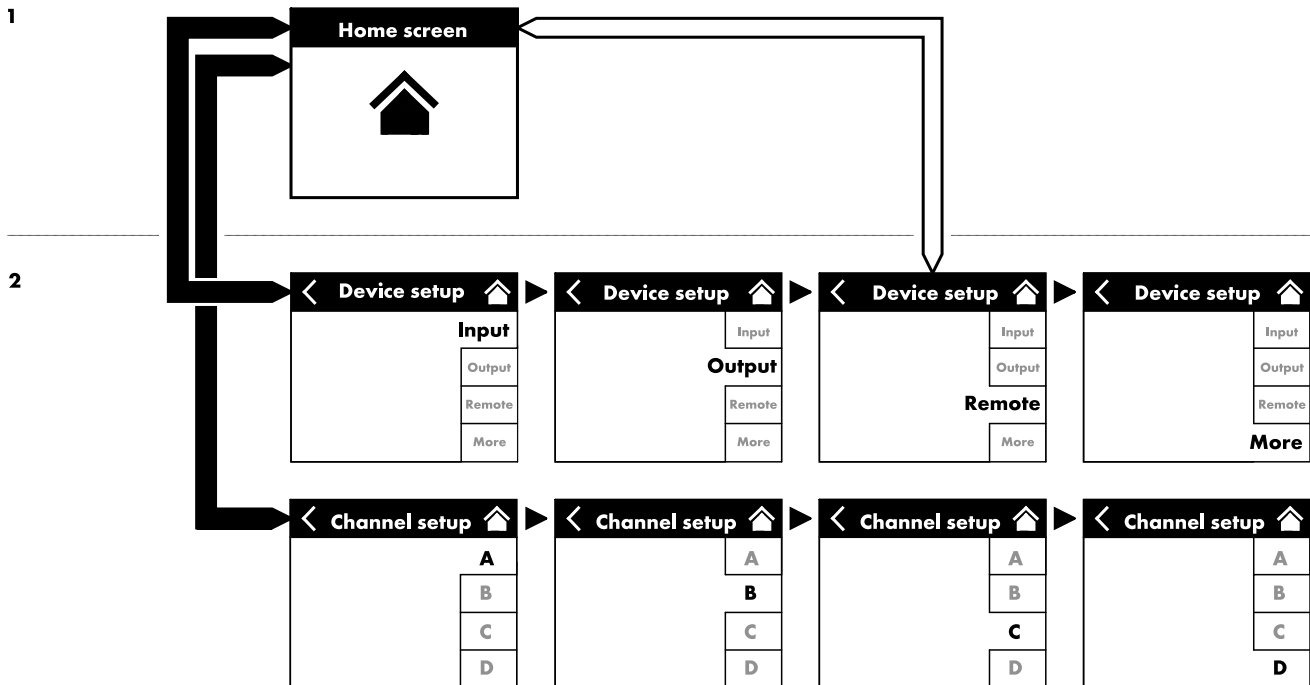 1
Home screen
2
Device setup
Input
Output
Remote
More
Device setup
Input
Output
Remote
More
Device setup
Input
Output
Remote
More
Device setup
Input
Output
Remote
More
Channel setup
A
B
C
D
Channel setup
A
B
C
D
Channel setup
A
B
C
D
Channel setup
A
B
C
D